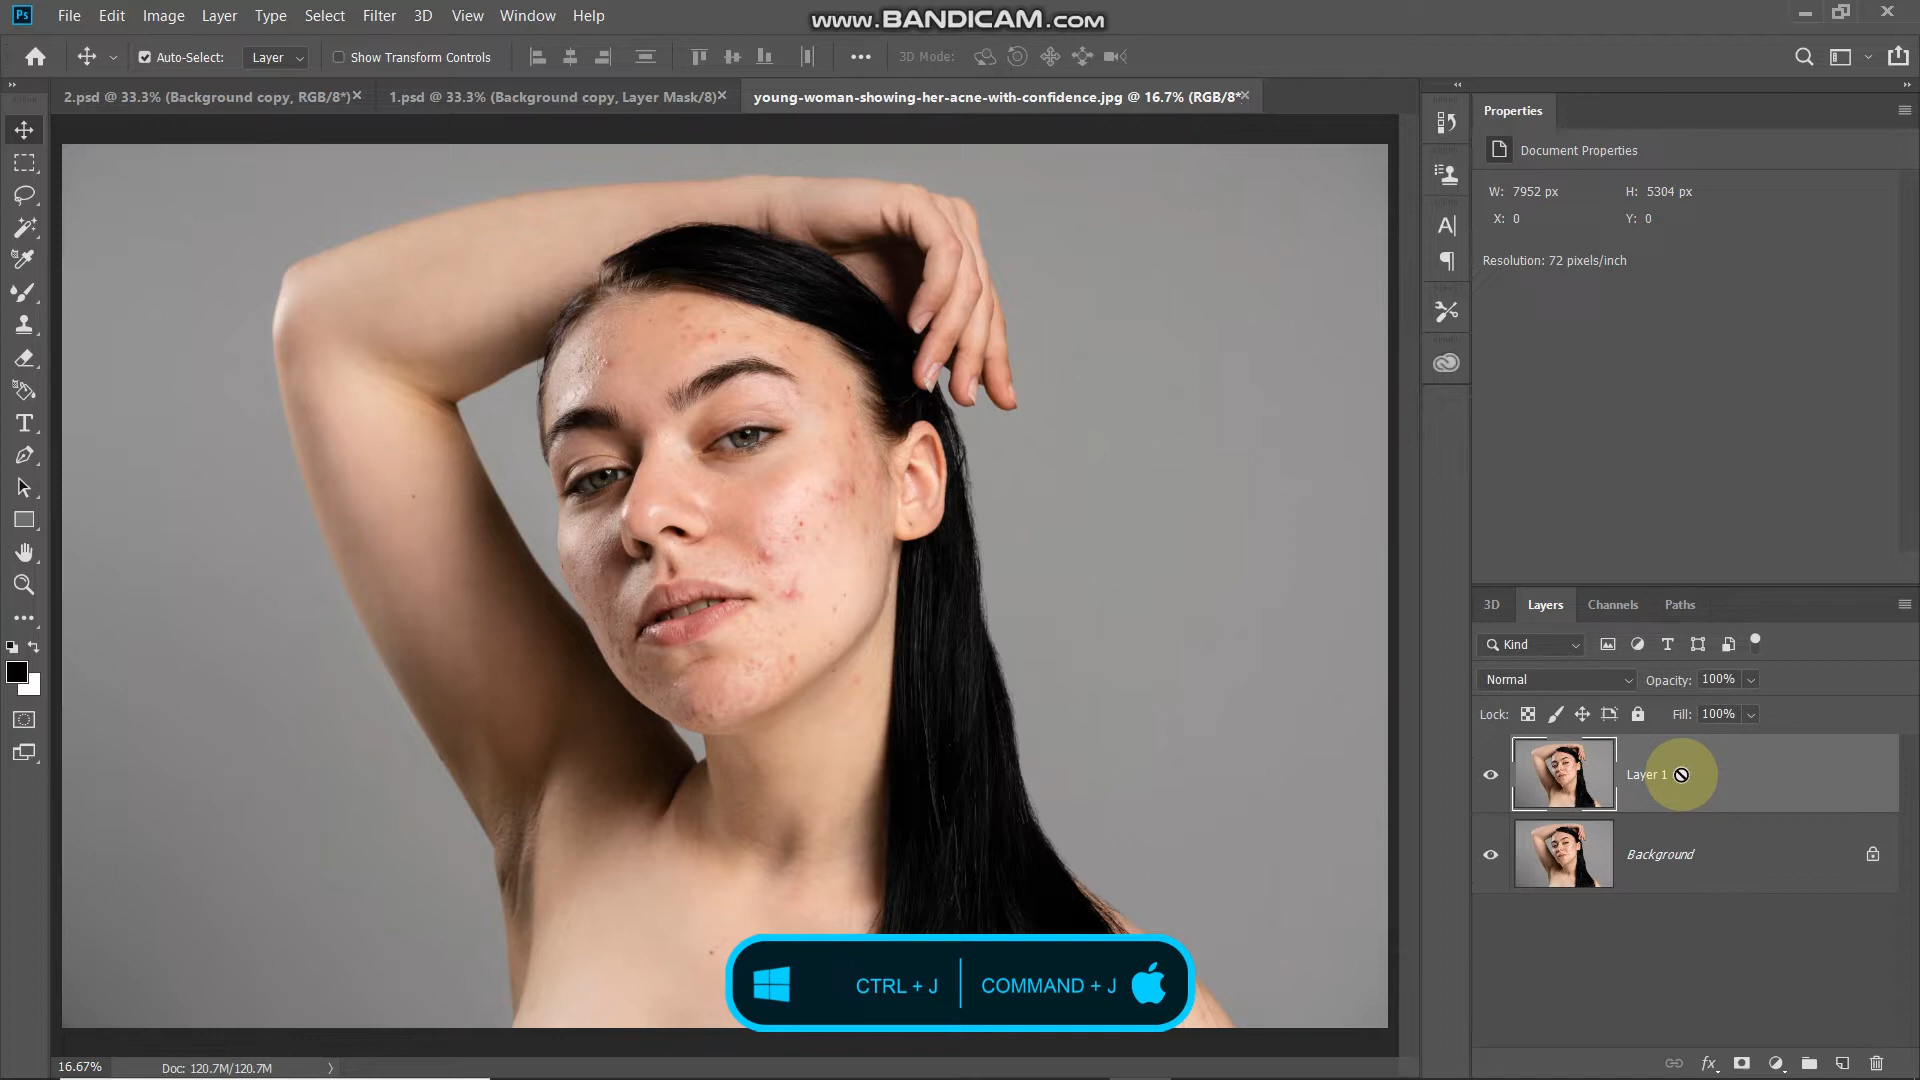 Ps File Edit Image Layer Type Select Filter 3D View Window Help
www.BANDICAM.com
Auto-Select: Layer Show Transform Controls 3D Mode:
2.psd @ 33.3% (Background copy, RGB/8*) 1.psd @ 33.3% (Background copy, Layer Mask/8) young-woman-showing-her-acne-with-confidence.jpg @ 16.7% (RGB/8*
Properties
Document Properties
W: 7952 px H: 5304 px
X: 0 Y: 0
Resolution: 72 pixels/inch
3D Layers Channels Paths
Kind
Normal Opacity: 100%
Lock: Fill: 100%
Layer 1
Background
CTRL + J COMMAND + J
16.67% Doc: 120.7M/120.7M